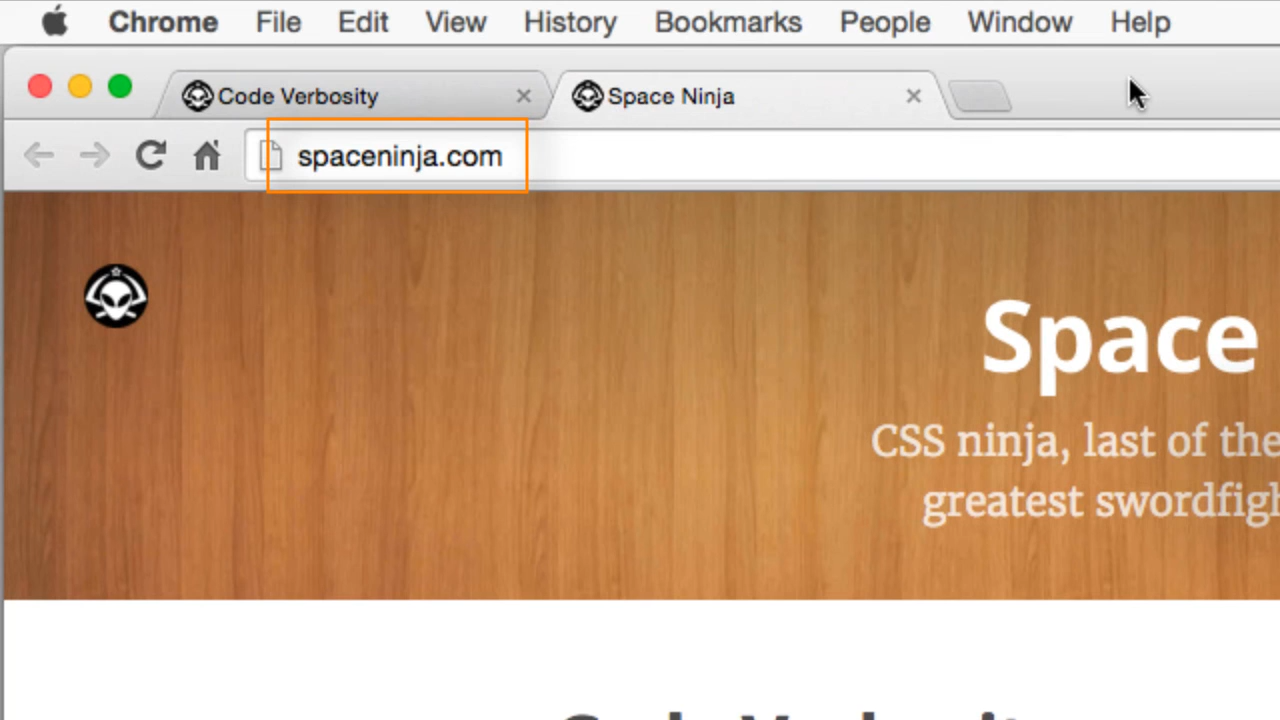 Chrome File Edit View History Bookmarks People Window Help
Code Verbosity Space Ninja
spaceninja.com
Space
CSS ninja, last of the
greatest swordfigh